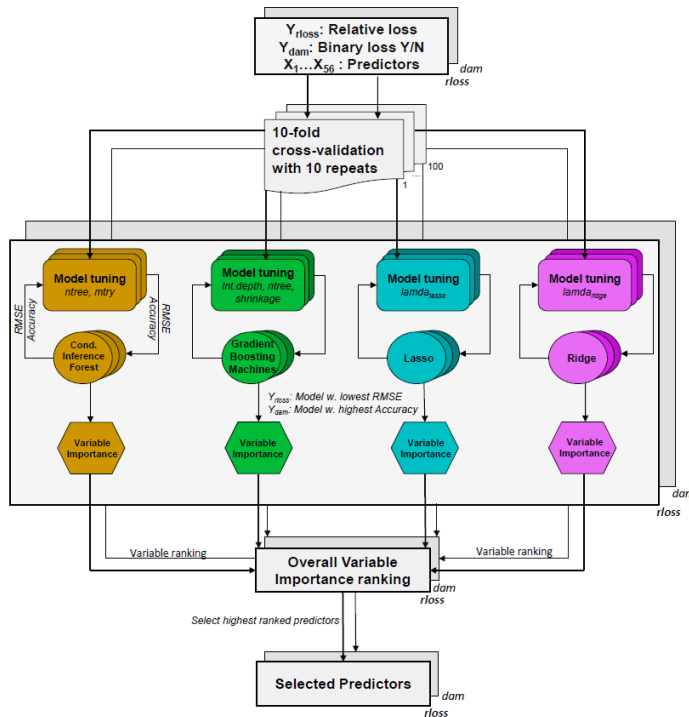 Y_rloss: Relative loss
Y_dam: Binary loss Y/N
X_1...X_56 : Predictors
dam
rloss
10-fold
cross-validation
with 10 repeats
1 ... 100
Model tuning
ntree, mtry
Model tuning
Int.depth, ntree,
shrinkage
Model tuning
lamda_lasso
Model tuning
lamda_ridge
RMSE
Accuracy
RMSE
Accuracy
Cond.
Inference
Forest
Gradient
Boosting
Machines
Lasso
Ridge
Y_rloss: Model w. lowest RMSE
Y_dam: Model w. highest Accuracy
Variable
Importance
Variable
Importance
Variable
Importance
Variable
Importance
dam
rloss
Variable ranking
Variable ranking
Overall Variable
Importance ranking
dam
rloss
Select highest ranked predictors
Selected Predictors
dam
rloss